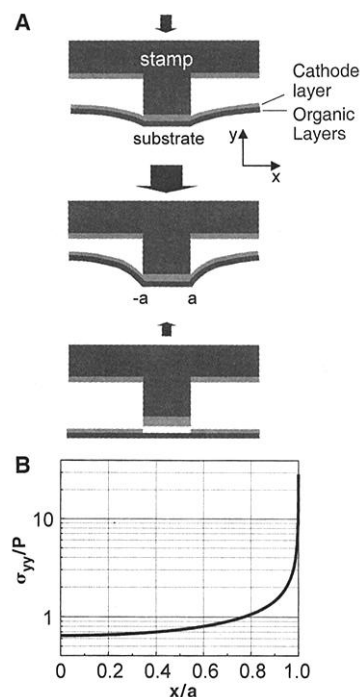 A
stamp
Cathode
layer
Organic
Layers
substrate
y
x
-a
a
B
σyy/P
10
1
0
0.2
0.4
0.6
0.8
1.0
x/a